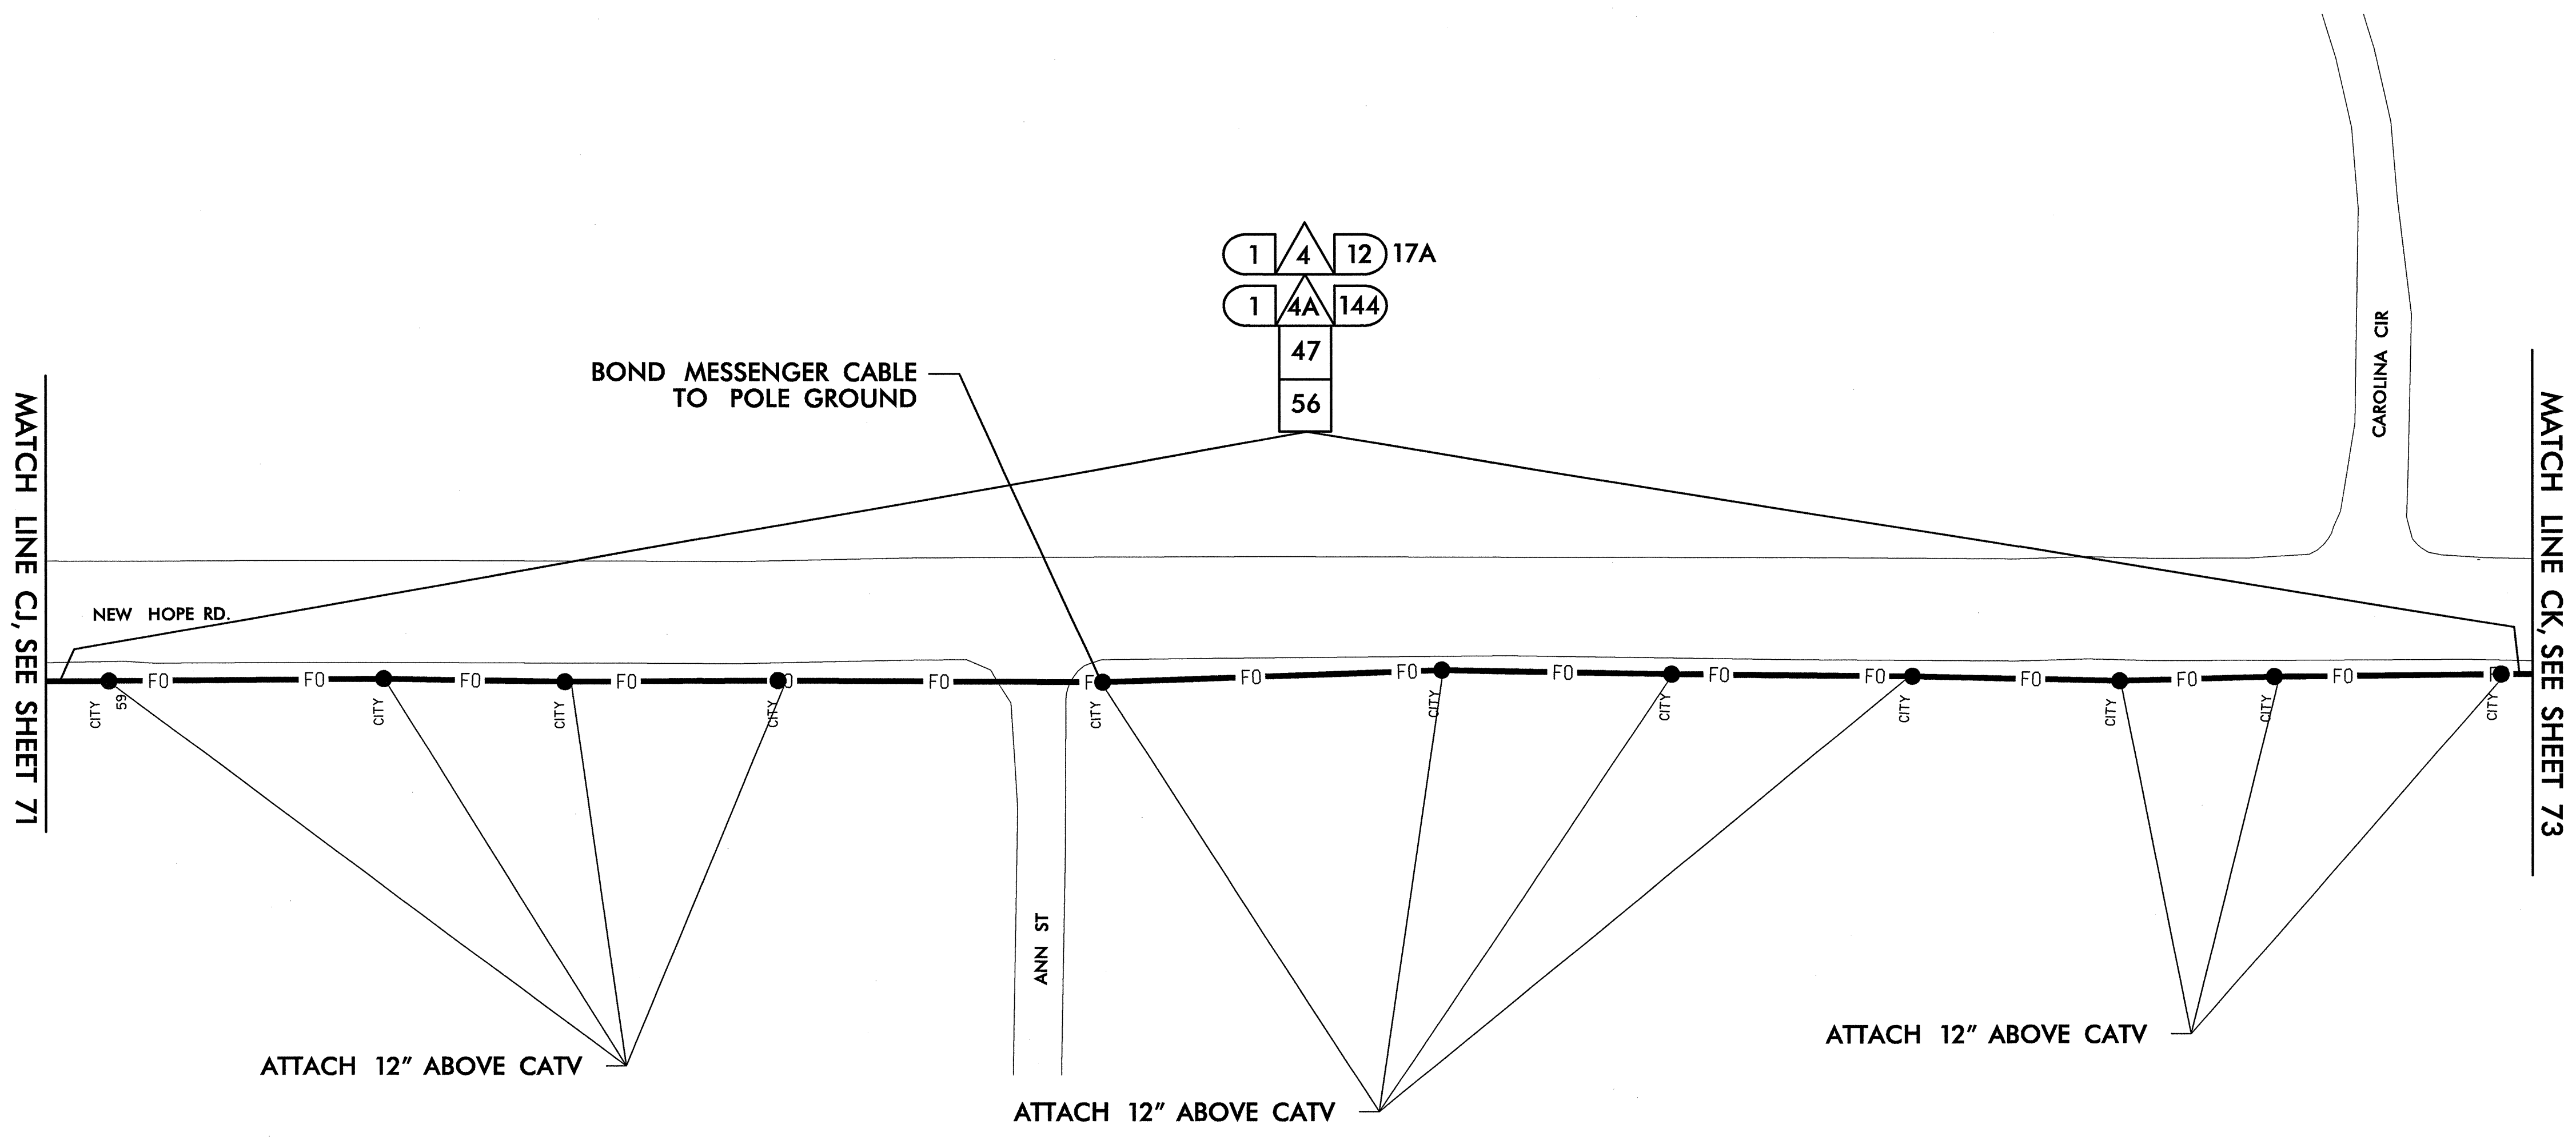 1 4 12 17A
1 4A 144
47
56
BOND MESSENGER CABLE
TO POLE GROUND
CAROLINA CIR
MATCH LINE CJ, SEE SHEET 71
MATCH LINE CK, SEE SHEET 73
NEW HOPE RD.
FO FO FO FO FO FO FO FO FO FO FO FO FO
CITY 59 CITY CITY CITY CITY CITY CITY CITY CITY CITY CITY
ANN ST
ATTACH 12" ABOVE CATV
ATTACH 12" ABOVE CATV
ATTACH 12" ABOVE CATV